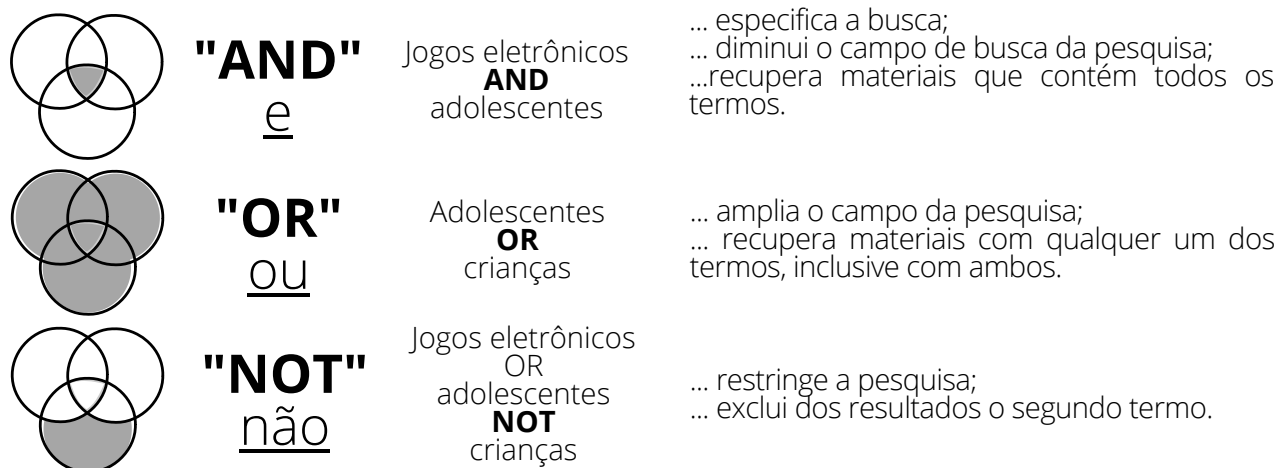 "AND"
e
Jogos eletrônicos
AND
adolescentes
... especifica a busca;
... diminui o campo de busca da pesquisa;
...recupera materiais que contém todos os
termos.
"OR"
ou
Adolescentes
OR
crianças
... amplia o campo da pesquisa;
... recupera materiais com qualquer um dos
termos, inclusive com ambos.
"NOT"
não
Jogos eletrônicos
OR
adolescentes
NOT
crianças
... restringe a pesquisa;
... exclui dos resultados o segundo termo.